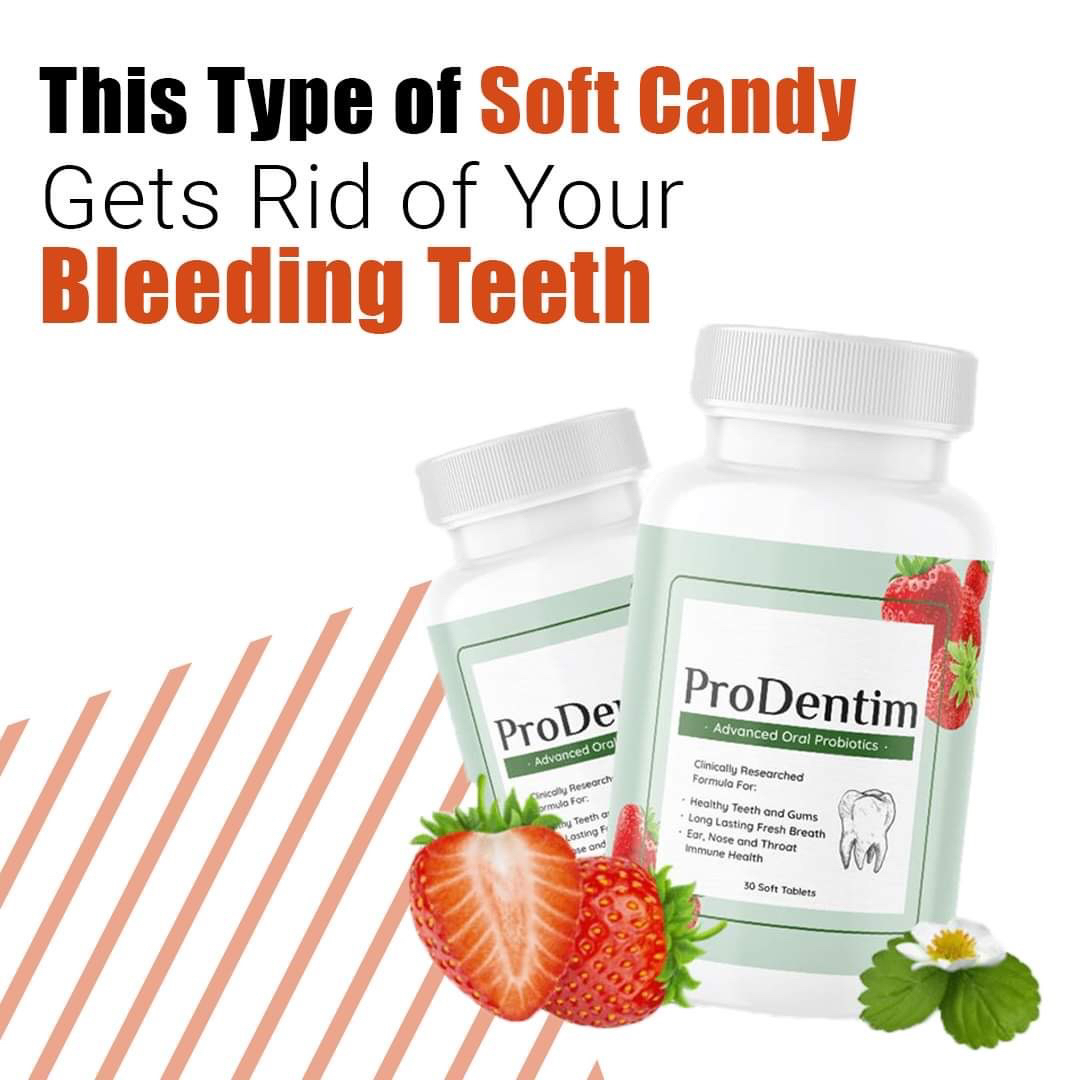 This Type of Soft Candy
Gets Rid of Your
Bleeding Teeth
ProDentim
· Advanced Oral Probiotics ·
Clinically Researched
Formula For:
· Healthy Teeth and Gums
· Long Lasting Fresh Breath
· Ear, Nose and Throat
Immune Health
30 Soft Tablets
ProDe
· Advanced Oral
Clinically Research
Formula For: